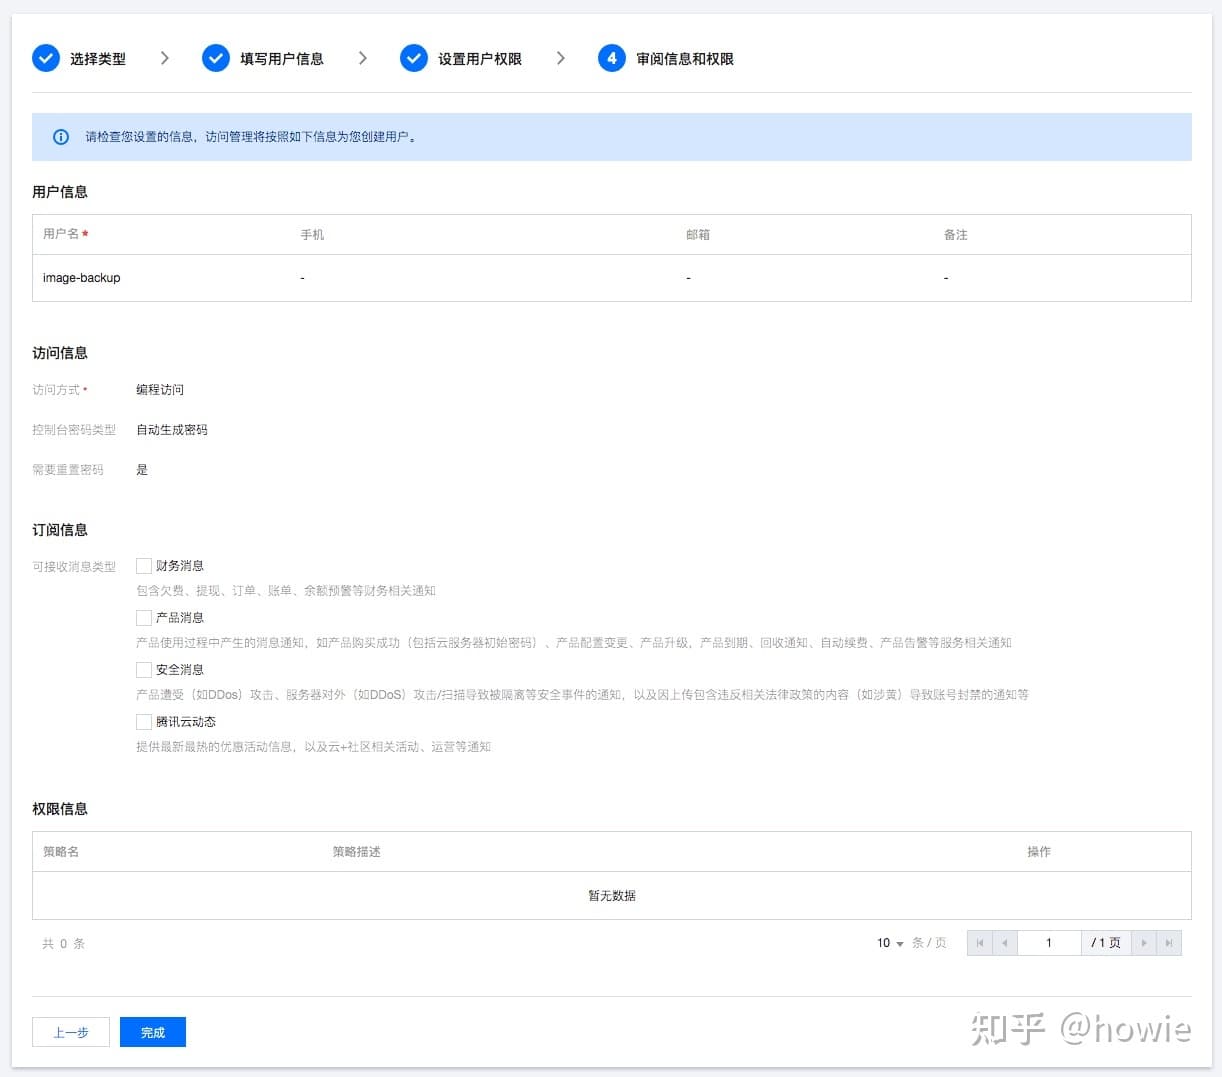 选择类型 填写用户信息 设置用户权限 4 审阅信息和权限
请检查您设置的信息，访问管理将按照如下信息为您创建用户。
用户信息
用户名* 手机 邮箱 备注
image-backup - - -
访问信息
访问方式* 编程访问
控制台密码类型 自动生成密码
需要重置密码 是
订阅信息
可接收消息类型 财务消息
包含欠费、提现、订单、账单、余额预警等财务相关通知
产品消息
产品使用过程中产生的消息通知，如产品购买成功（包括云服务器初始密码）、产品配置变更、产品升级，产品到期、回收通知、自动续费、产品告警等服务相关通知
安全消息
产品遭受（如DDos）攻击、服务器对外（如DDoS）攻击/扫描导致被隔离等安全事件的通知，以及因上传包含违反相关法律政策的内容（如涉黄）导致账号封禁的通知等
腾讯云动态
提供最新最热的优惠活动信息，以及云+社区相关活动、运营等通知
权限信息
策略名 策略描述 操作
暂无数据
共 0 条 10 条 / 页 1 / 1 页
上一步 完成
知乎 @howie